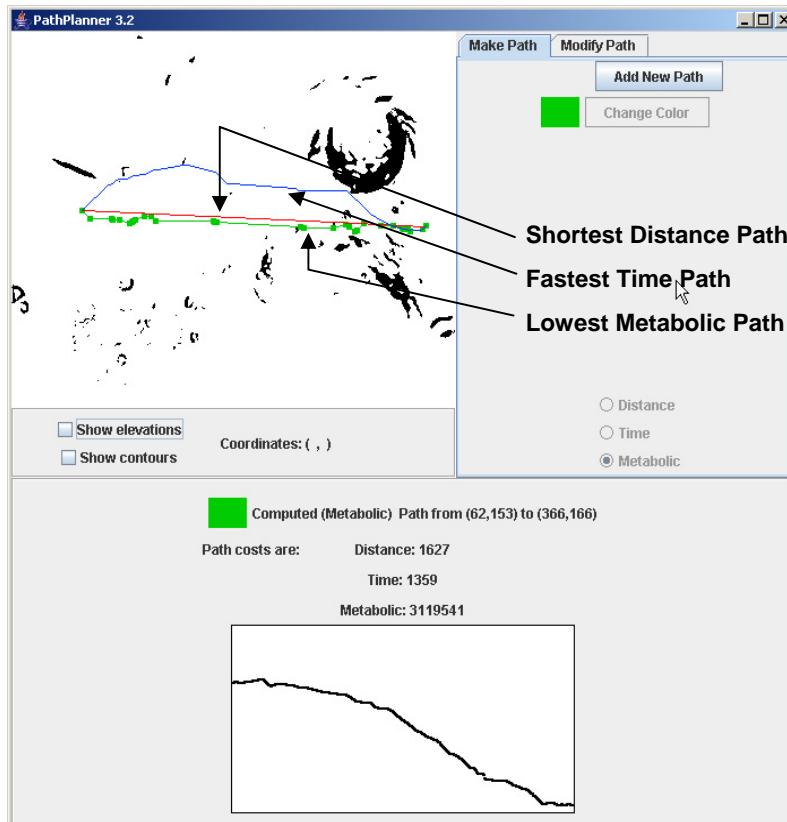 PathPlanner 3.2
Make Path Modify Path
Add New Path
Change Color
Shortest Distance Path
Fastest Time Path
Lowest Metabolic Path
Distance
Time
Metabolic
Show elevations
Show contours
Coordinates: ( , )
Computed (Metabolic) Path from (62,153) to (366,166)
Path costs are: Distance: 1627
Time: 1359
Metabolic: 3119541